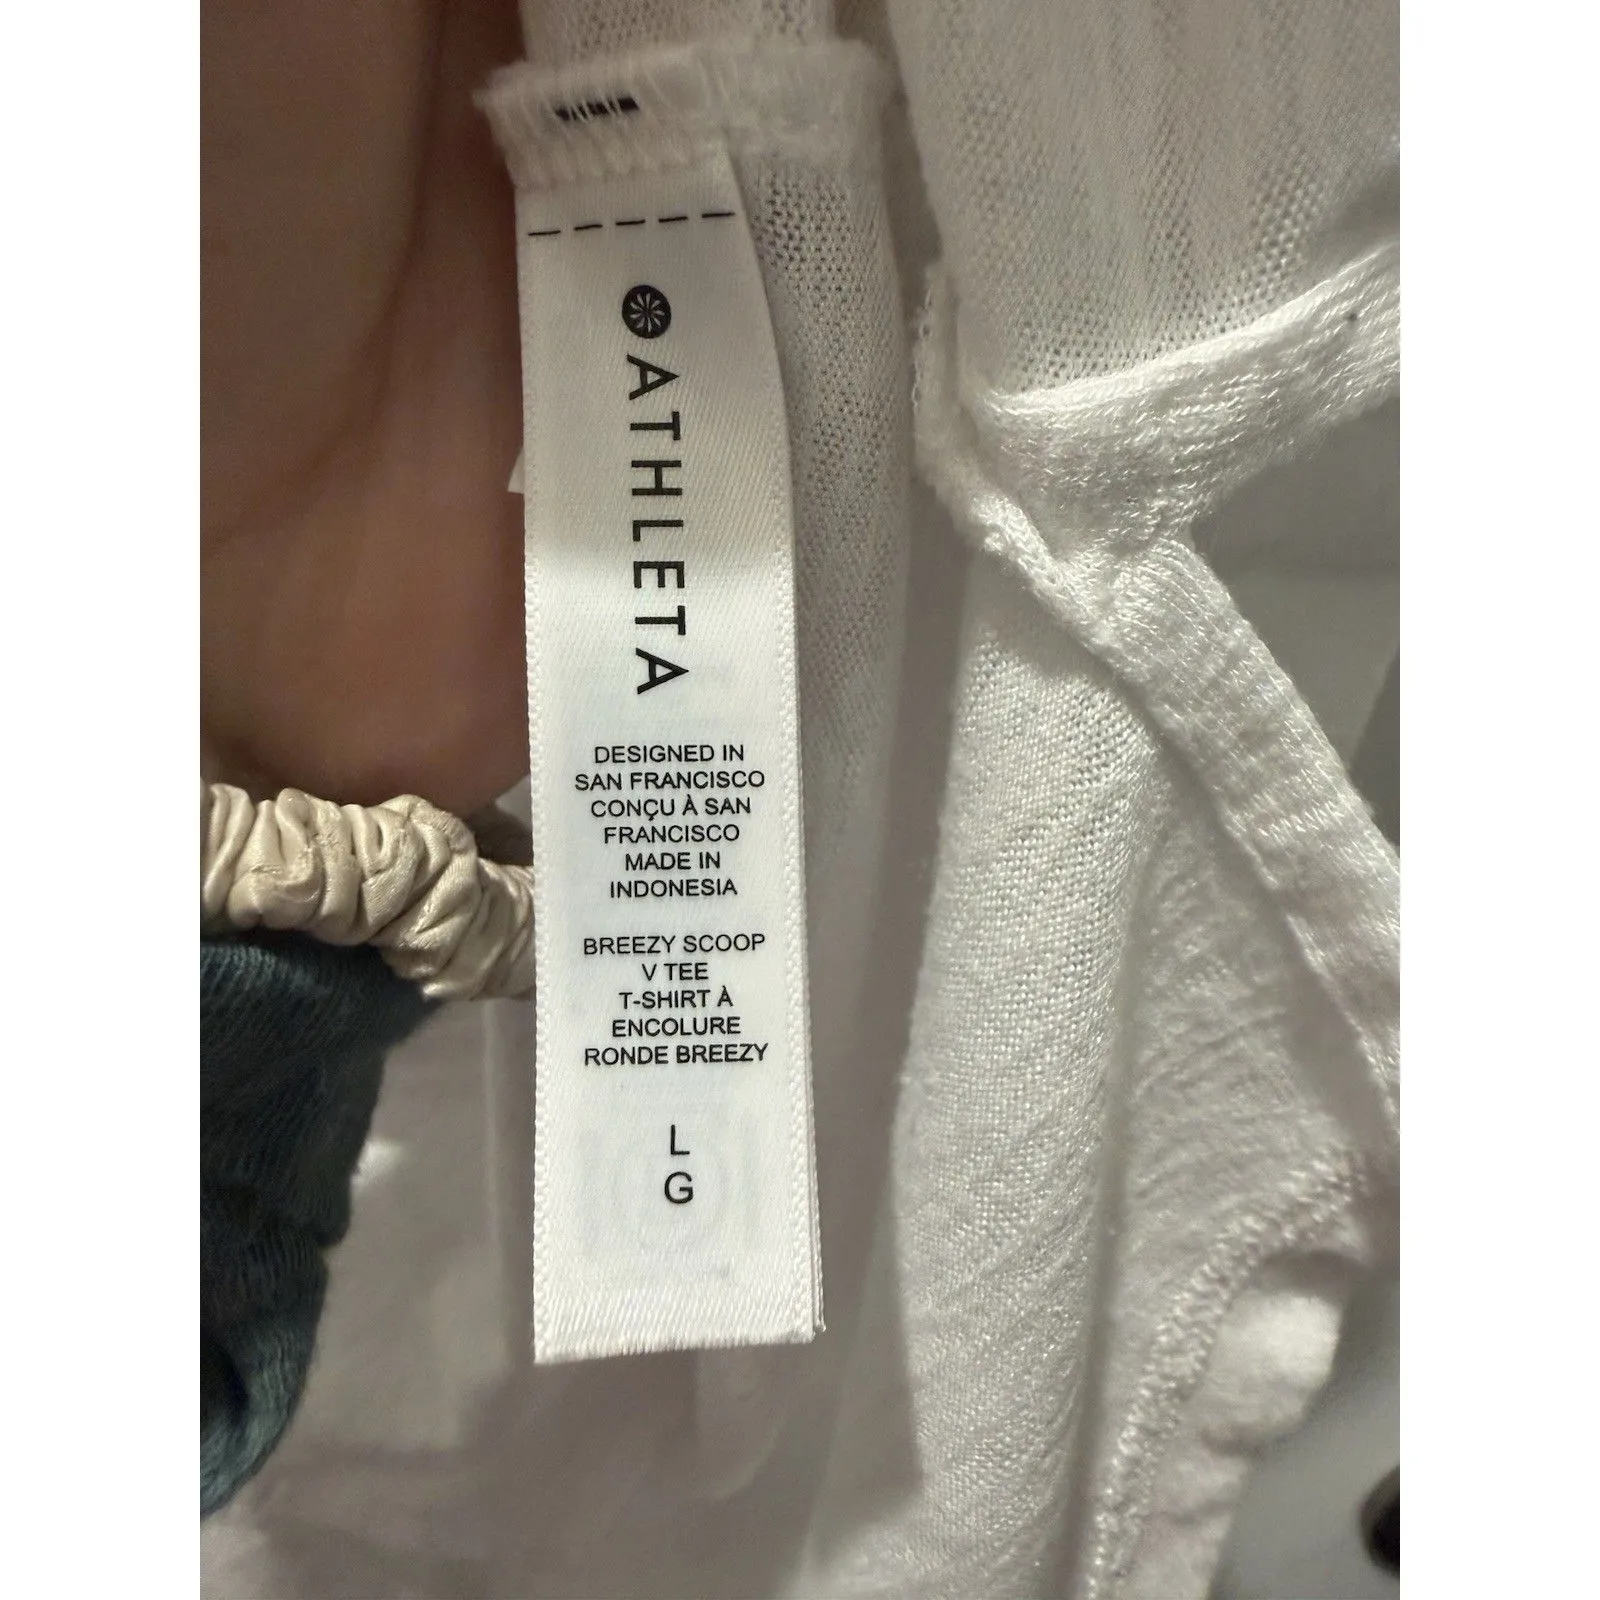 ATHLETA
DESIGNED IN
SAN FRANCISCO
CONÇU À SAN
FRANCISCO
MADE IN
INDONESIA
BREEZY SCOOP
V TEE
T-SHIRT À
ENCOLURE
RONDE BREEZY
L
G